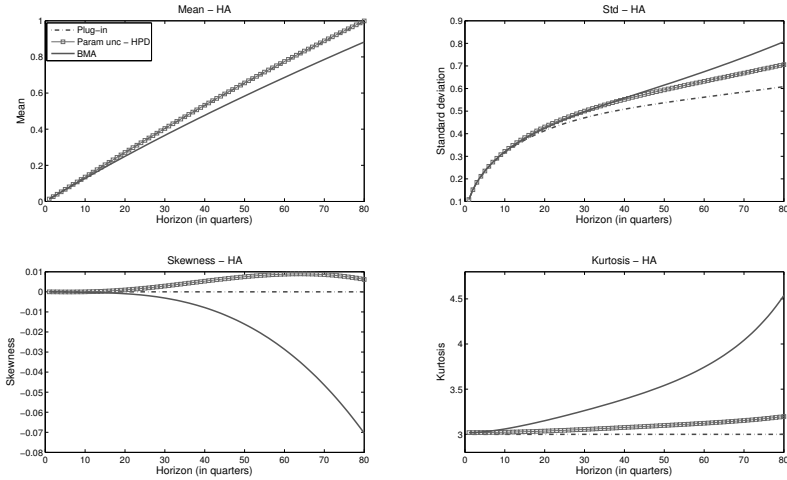 Mean − HA
Plug−in
Param unc − HPD
BMA
1
0.8
0.6
0.4
0.2
0
Mean
0 10 20 30 40 50 60 70 80
Horizon (in quarters)
Std − HA
0.9
0.8
0.7
0.6
0.5
0.4
0.3
0.2
0.1
Standard deviation
0 10 20 30 40 50 60 70 80
Horizon (in quarters)
Skewness − HA
0.01
0
−0.01
−0.02
−0.03
−0.04
−0.05
−0.06
−0.07
−0.08
Skewness
0 10 20 30 40 50 60 70 80
Horizon (in quarters)
Kurtosis − HA
4.5
4
3.5
3
Kurtosis
0 10 20 30 40 50 60 70 80
Horizon (in quarters)